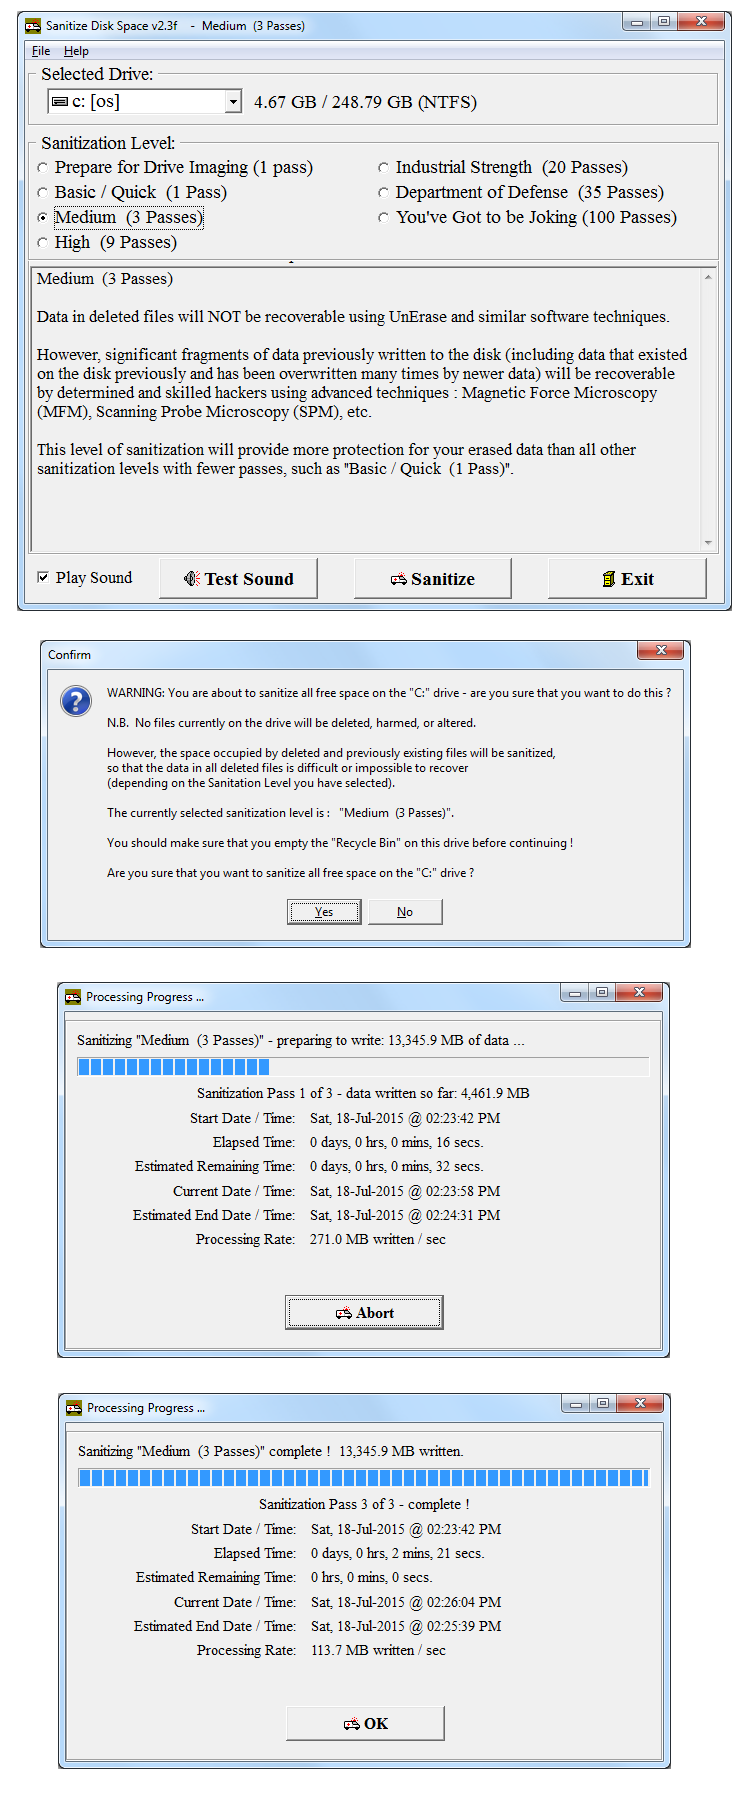 Sanitize Disk Space v2.3f - Medium (3 Passes)
File Help
Selected Drive:
c: [os] 4.67 GB / 248.79 GB (NTFS)
Sanitization Level:
Prepare for Drive Imaging (1 pass) Industrial Strength (20 Passes)
Basic / Quick (1 Pass) Department of Defense (35 Passes)
Medium (3 Passes) You've Got to be Joking (100 Passes)
High (9 Passes)
Medium (3 Passes)
Data in deleted files will NOT be recoverable using UnErase and similar software techniques.
However, significant fragments of data previously written to the disk (including data that existed
on the disk previously and has been overwritten many times by newer data) will be recoverable
by determined and skilled hackers using advanced techniques : Magnetic Force Microscopy
(MFM), Scanning Probe Microscopy (SPM), etc.
This level of sanitization will provide more protection for your erased data than all other
sanitization levels with fewer passes, such as "Basic / Quick (1 Pass)".
Play Sound Test Sound Sanitize Exit
Confirm
WARNING: You are about to sanitize all free space on the "C:" drive - are you sure that you want to do this ?
N.B. No files currently on the drive will be deleted, harmed, or altered.
However, the space occupied by deleted and previously existing files will be sanitized,
so that the data in all deleted files is difficult or impossible to recover
(depending on the Sanitation Level you have selected).
The currently selected sanitization level is : "Medium (3 Passes)".
You should make sure that you empty the "Recycle Bin" on this drive before continuing !
Are you sure that you want to sanitize all free space on the "C:" drive ?
Yes No
Processing Progress ...
Sanitizing "Medium (3 Passes)" - preparing to write: 13,345.9 MB of data ...
Sanitization Pass 1 of 3 - data written so far: 4,461.9 MB
Start Date / Time: Sat, 18-Jul-2015 @ 02:23:42 PM
Elapsed Time: 0 days, 0 hrs, 0 mins, 16 secs.
Estimated Remaining Time: 0 days, 0 hrs, 0 mins, 32 secs.
Current Date / Time: Sat, 18-Jul-2015 @ 02:23:58 PM
Estimated End Date / Time: Sat, 18-Jul-2015 @ 02:24:31 PM
Processing Rate: 271.0 MB written / sec
Abort
Processing Progress ...
Sanitizing "Medium (3 Passes)" complete ! 13,345.9 MB written.
Sanitization Pass 3 of 3 - complete !
Start Date / Time: Sat, 18-Jul-2015 @ 02:23:42 PM
Elapsed Time: 0 days, 0 hrs, 2 mins, 21 secs.
Estimated Remaining Time: 0 hrs, 0 mins, 0 secs.
Current Date / Time: Sat, 18-Jul-2015 @ 02:26:04 PM
Estimated End Date / Time: Sat, 18-Jul-2015 @ 02:25:39 PM
Processing Rate: 113.7 MB written / sec
OK